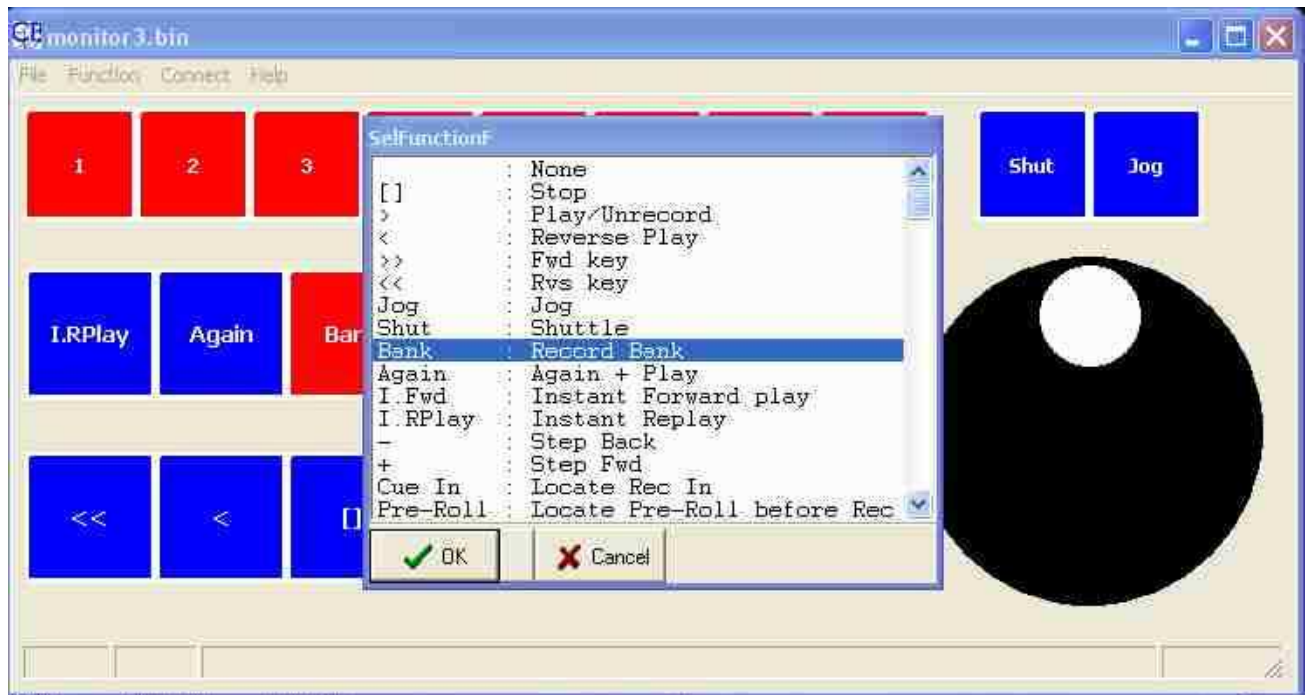 monitor3.bin
File Function Connect Help
1
2
3
Shut
Jog
SelFunctionF
: None
[] : Stop
> : Play/Unrecord
< : Reverse Play
>> : Fwd key
<< : Rvs key
Jog : Jog
Shut : Shuttle
Bank : Record Bank
Again : Again + Play
I.Fwd : Instant Forward play
I.RPlay : Instant Replay
- : Step Back
+ : Step Fwd
Cue In : Locate Rec In
Pre-Roll : Locate Pre-Roll before Rec
I.RPlay
Again
<<
<
[]
OK
Cancel